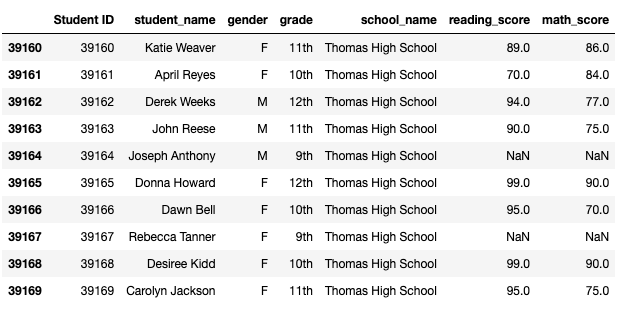 Student ID student_name gender grade school_name reading_score math_score
39160 39160 Katie Weaver F 11th Thomas High School 89.0 86.0
39161 39161 April Reyes F 10th Thomas High School 70.0 84.0
39162 39162 Derek Weeks M 12th Thomas High School 94.0 77.0
39163 39163 John Reese M 11th Thomas High School 90.0 75.0
39164 39164 Joseph Anthony M 9th Thomas High School NaN NaN
39165 39165 Donna Howard F 12th Thomas High School 99.0 90.0
39166 39166 Dawn Bell F 10th Thomas High School 95.0 70.0
39167 39167 Rebecca Tanner F 9th Thomas High School NaN NaN
39168 39168 Desiree Kidd F 10th Thomas High School 99.0 90.0
39169 39169 Carolyn Jackson F 11th Thomas High School 95.0 75.0